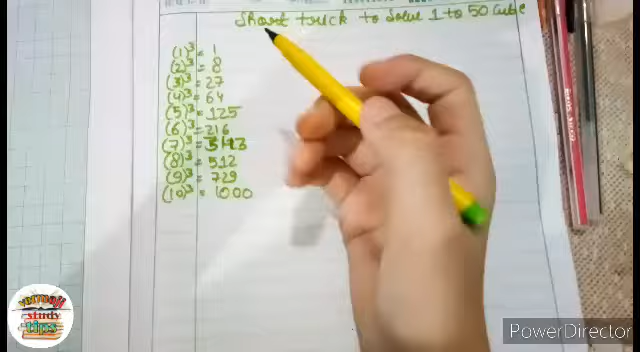 Short trick to solve 1 to 50 cube
(1)³ = 1
(2)³ = 8
(3)³ = 27
(4)³ = 64
(5)³ = 125
(6)³ = 216
(7)³ = 343
(8)³ = 512
(9)³ = 729
(10)³ = 1000
vermaji
study
tips
PowerDirector